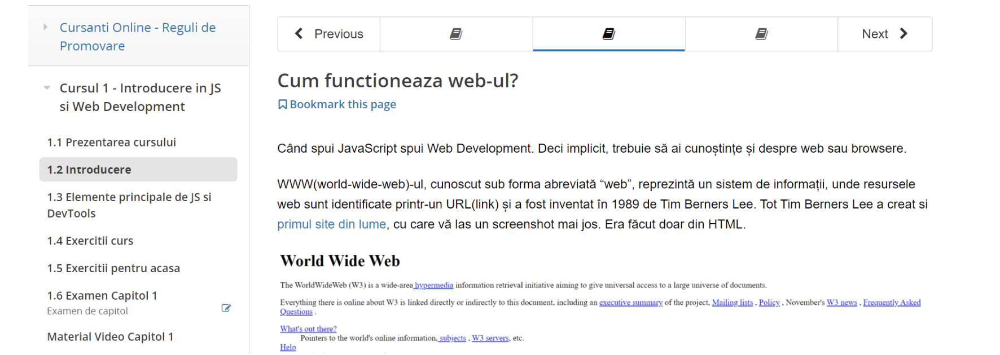 Cursanti Online - Reguli de
Promovare
Cursul 1 - Introducere in JS
si Web Development
1.1 Prezentarea cursului
1.2 Introducere
1.3 Elemente principale de JS si
DevTools
1.4 Exercitii curs
1.5 Exercitii pentru acasa
1.6 Examen Capitol 1
Examen de capitol
Material Video Capitol 1
Previous
Next
Cum functioneaza web-ul?
Bookmark this page
Când spui JavaScript spui Web Development. Deci implicit, trebuie să ai cunoștințe și despre web sau browsere.
WWW(world-wide-web)-ul, cunoscut sub forma abreviată “web”, reprezintă un sistem de informații, unde resursele
web sunt identificate printr-un URL(link) și a fost inventat în 1989 de Tim Berners Lee. Tot Tim Berners Lee a creat si
primul site din lume, cu care vă las un screenshot mai jos. Era făcut doar din HTML.
World Wide Web
The WorldWideWeb (W3) is a wide-area hypermedia information retrieval initiative aiming to give universal access to a large universe of documents.
Everything there is online about W3 is linked directly or indirectly to this document, including an executive summary of the project, Mailing lists , Policy , November's W3 news , Frequently Asked
Questions .
What's out there?
Pointers to the world's online information, subjects , W3 servers, etc.
Help